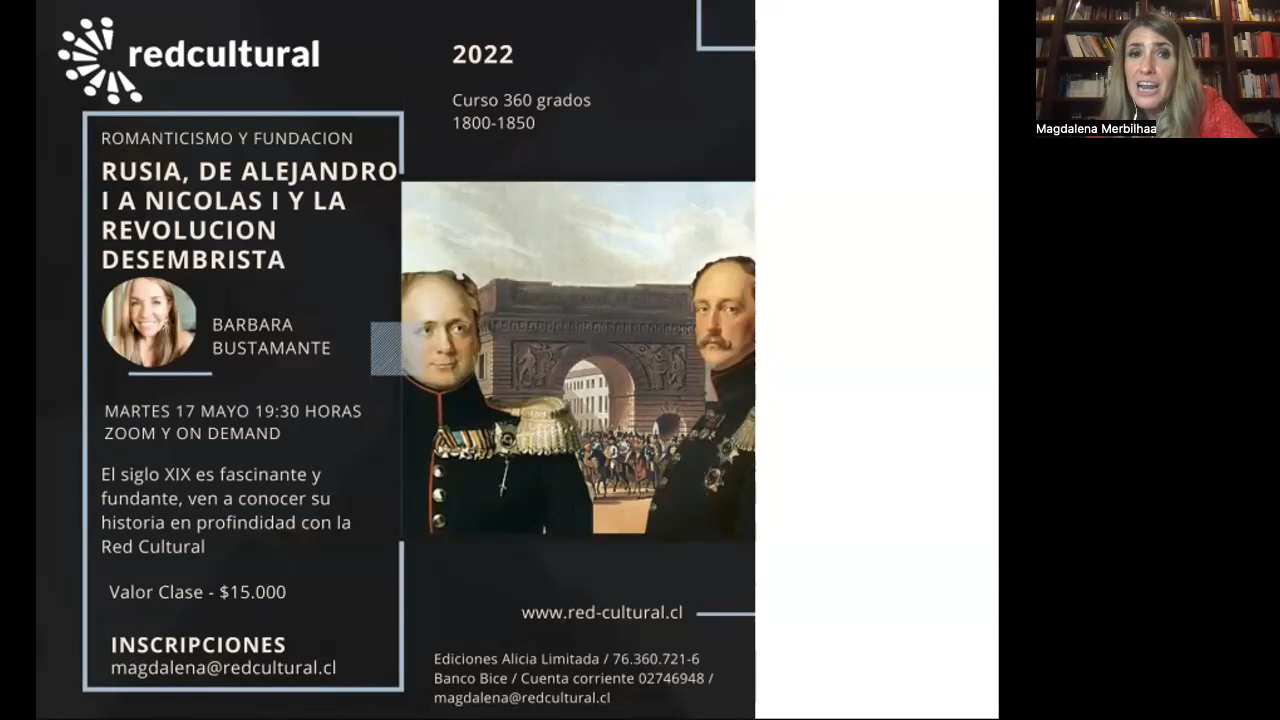 redcultural
2022
Curso 360 grados
1800-1850
ROMANTICISMO Y FUNDACION
RUSIA, DE ALEJANDRO
I A NICOLAS I Y LA
REVOLUCION
DESEMBRISTA
BARBARA
BUSTAMANTE
MARTES 17 MAYO 19:30 HORAS
ZOOM Y ON DEMAND
El siglo XIX es fascinante y
fundante, ven a conocer su
historia en profindidad con la
Red Cultural
Valor Clase - $15.000
INSCRIPCIONES
magdalena@redcultural.cl
www.red-cultural.cl
Ediciones Alicia Limitada / 76.360.721-6
Banco Bice / Cuenta corriente 02746948 /
magdalena@redcultural.cl
Magdalena Merbilhaa